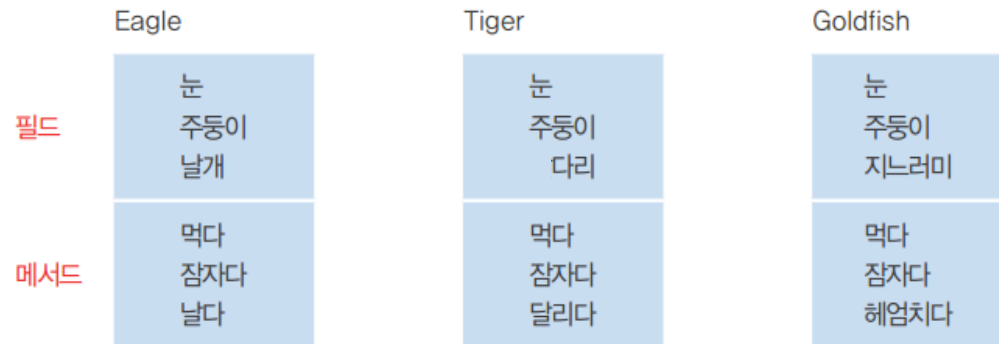 Eagle Tiger Goldfish
눈 눈 눈
필드 주둥이 주둥이 주둥이
날개 다리 지느러미
먹다 먹다 먹다
메서드 잠자다 잠자다 잠자다
날다 달리다 헤엄치다